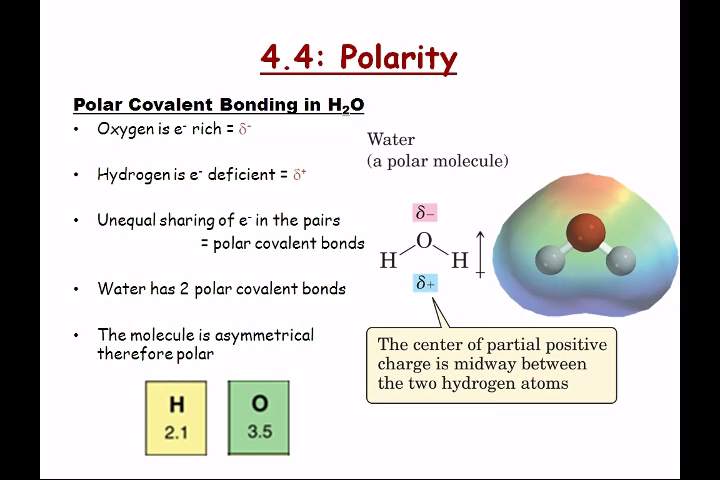 4.4: Polarity
Polar Covalent Bonding in H₂O
• Oxygen is e⁻ rich = δ⁻
• Hydrogen is e⁻ deficient = δ⁺
• Unequal sharing of e⁻ in the pairs
= polar covalent bonds
• Water has 2 polar covalent bonds
• The molecule is asymmetrical
therefore polar
H
2.1
O
3.5
Water
(a polar molecule)
δ−
O
H H
δ+
The center of partial positive
charge is midway between
the two hydrogen atoms